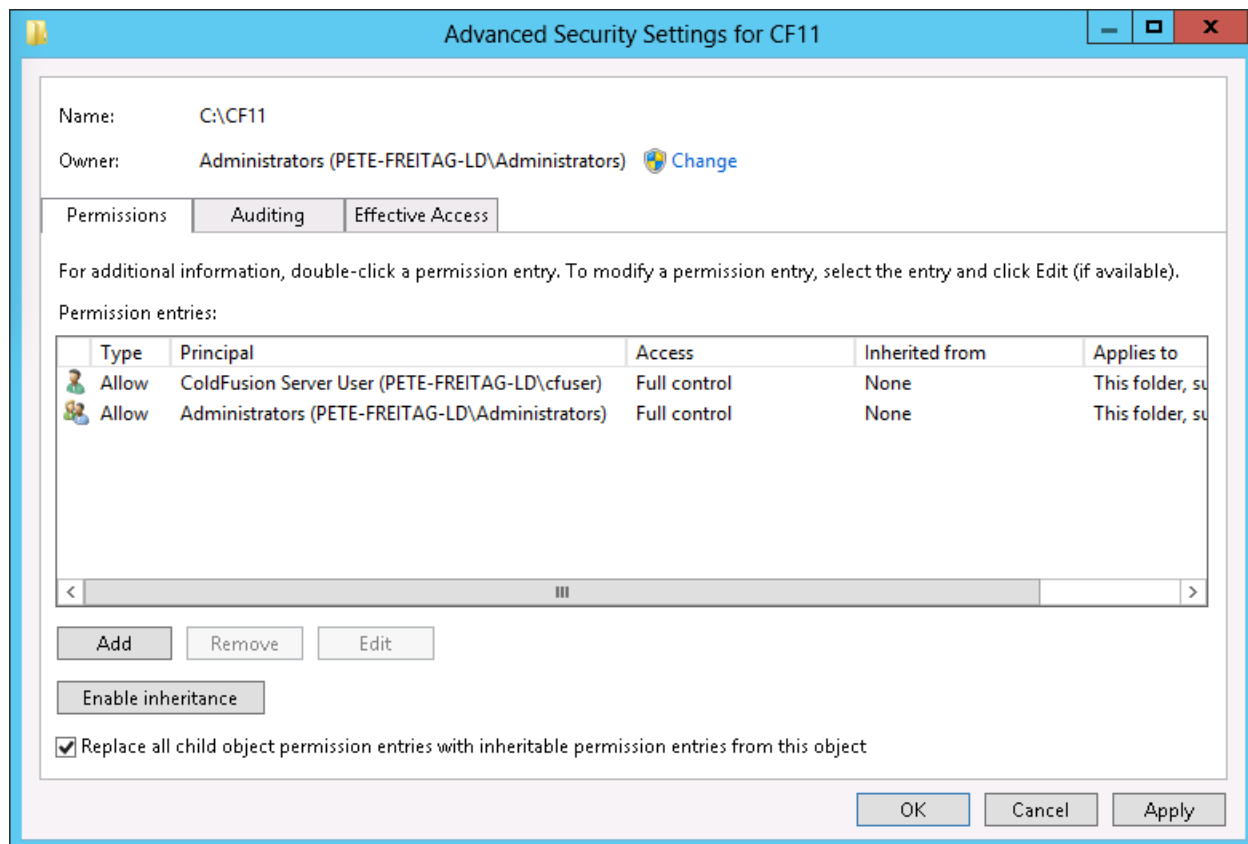 Advanced Security Settings for CF11
Name: C:\CF11
Owner: Administrators (PETE-FREITAG-LD\Administrators) Change
Permissions Auditing Effective Access
For additional information, double-click a permission entry. To modify a permission entry, select the entry and click Edit (if available).
Permission entries:
Type Principal Access Inherited from Applies to
Allow ColdFusion Server User (PETE-FREITAG-LD\cfuser) Full control None This folder, su
Allow Administrators (PETE-FREITAG-LD\Administrators) Full control None This folder, su
Add Remove Edit
Enable inheritance
Replace all child object permission entries with inheritable permission entries from this object
OK Cancel Apply